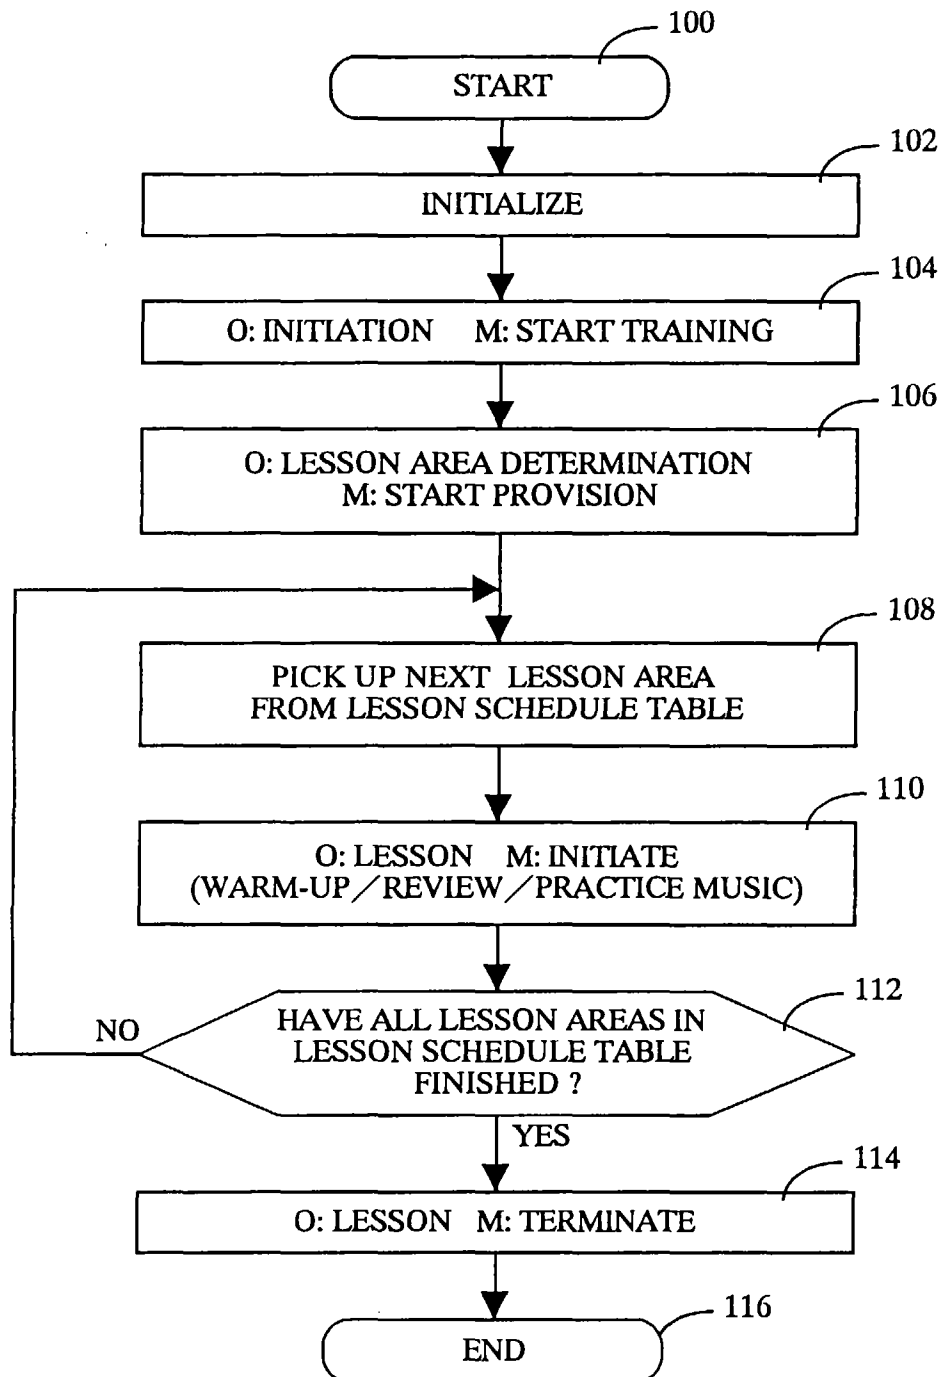 100
START
102
INITIALIZE
104
O: INITIATION M: START TRAINING
106
O: LESSON AREA DETERMINATION
M: START PROVISION
108
PICK UP NEXT LESSON AREA
FROM LESSON SCHEDULE TABLE
110
O: LESSON M: INITIATE
(WARM-UP／REVIEW／PRACTICE MUSIC)
112
HAVE ALL LESSON AREAS IN
LESSON SCHEDULE TABLE
FINISHED ?
NO
YES
114
O: LESSON M: TERMINATE
116
END